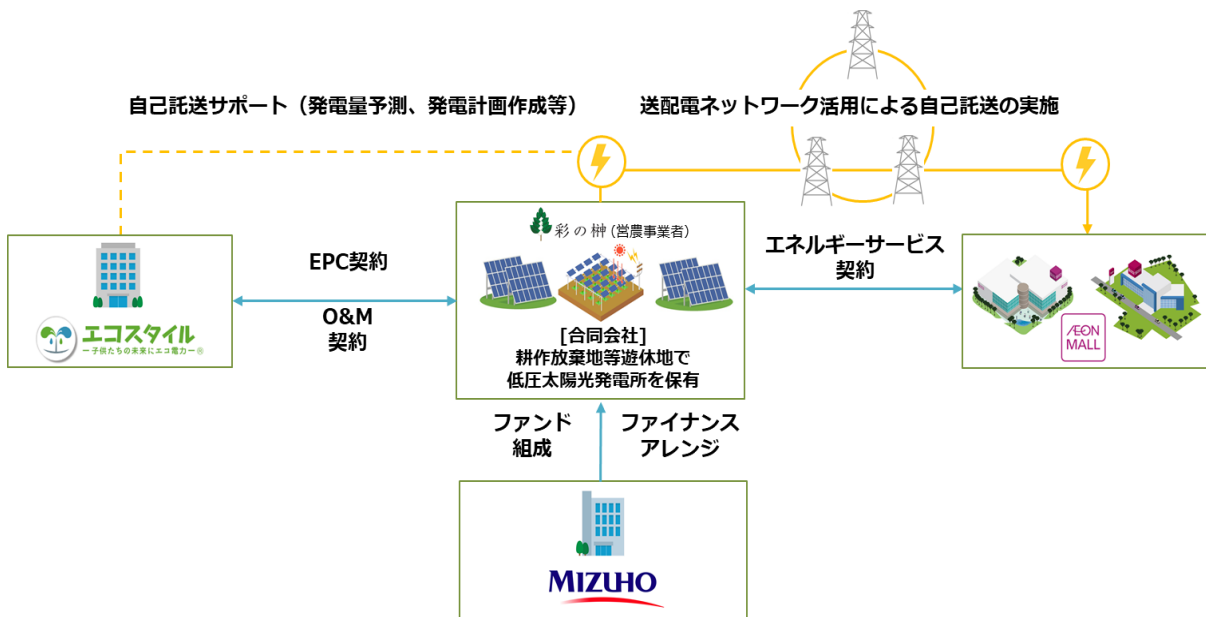 自己託送サポート（発電量予測、発電計画作成等）
送配電ネットワーク活用による自己託送の実施
彩の榊(営農事業者)
エネルギーサービス
契約
EPC契約
O&M
契約
エコスタイル
ー子供たちの未来にエコ電力ー®
[合同会社]
耕作放棄地等遊休地で
低圧太陽光発電所を保有
ÆON
MALL
ファンド
組成
ファイナンス
アレンジ
MIZUHO